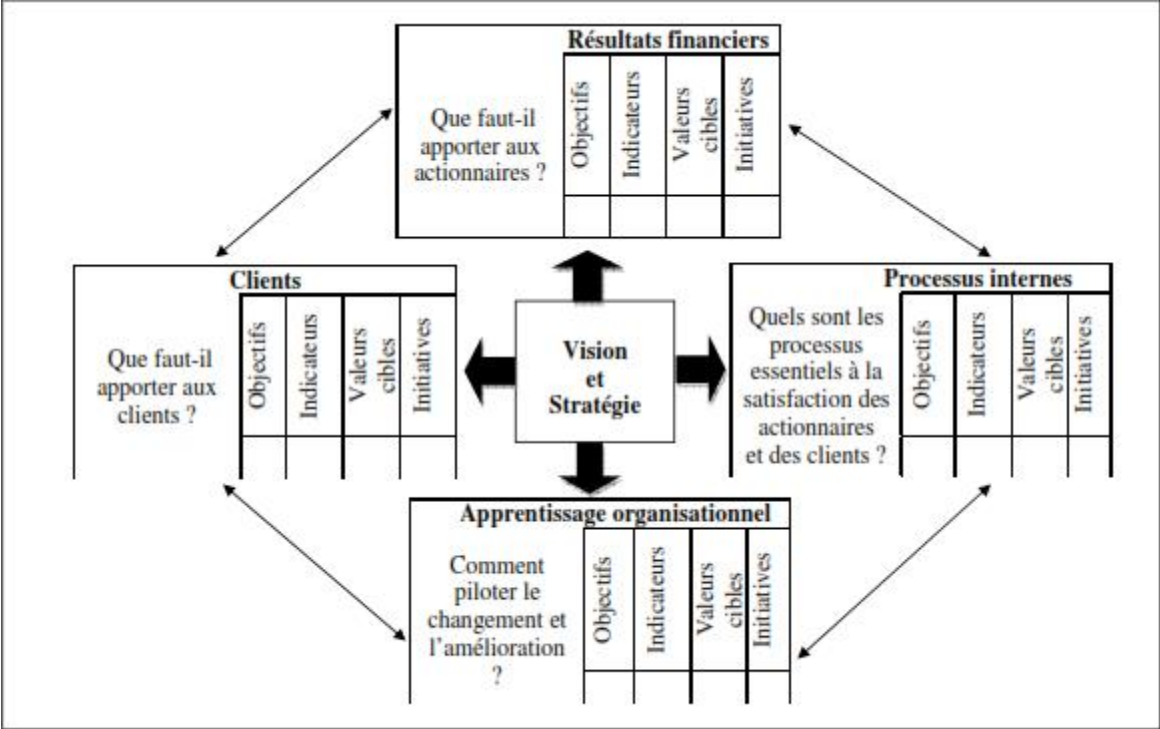 Résultats financiers
Que faut-il
apporter aux
actionnaires ?
Objectifs
Indicateurs
Valeurs
cibles
Initiatives
Clients
Que faut-il
apporter aux
clients ?
Objectifs
Indicateurs
Valeurs
cibles
Initiatives
Vision
et
Stratégie
Processus internes
Quels sont les
processus
essentiels à la
satisfaction des
actionnaires
et des clients ?
Objectifs
Indicateurs
Valeurs
cibles
Initiatives
Apprentissage organisationnel
Comment
piloter le
changement et
l’amélioration
?
Objectifs
Indicateurs
Valeurs
cibles
Initiatives